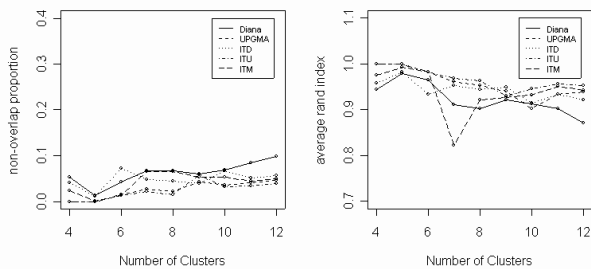 non-overlap proportion
0.4
0.3
0.2
0.1
0.0
Diana
UPGMA
ITD
ITU
ITM
4 6 8 10 12
Number of Clusters
average rand index
1.1
1.0
0.9
0.8
0.7
Diana
UPGMA
ITD
ITU
ITM
4 6 8 10 12
Number of Clusters